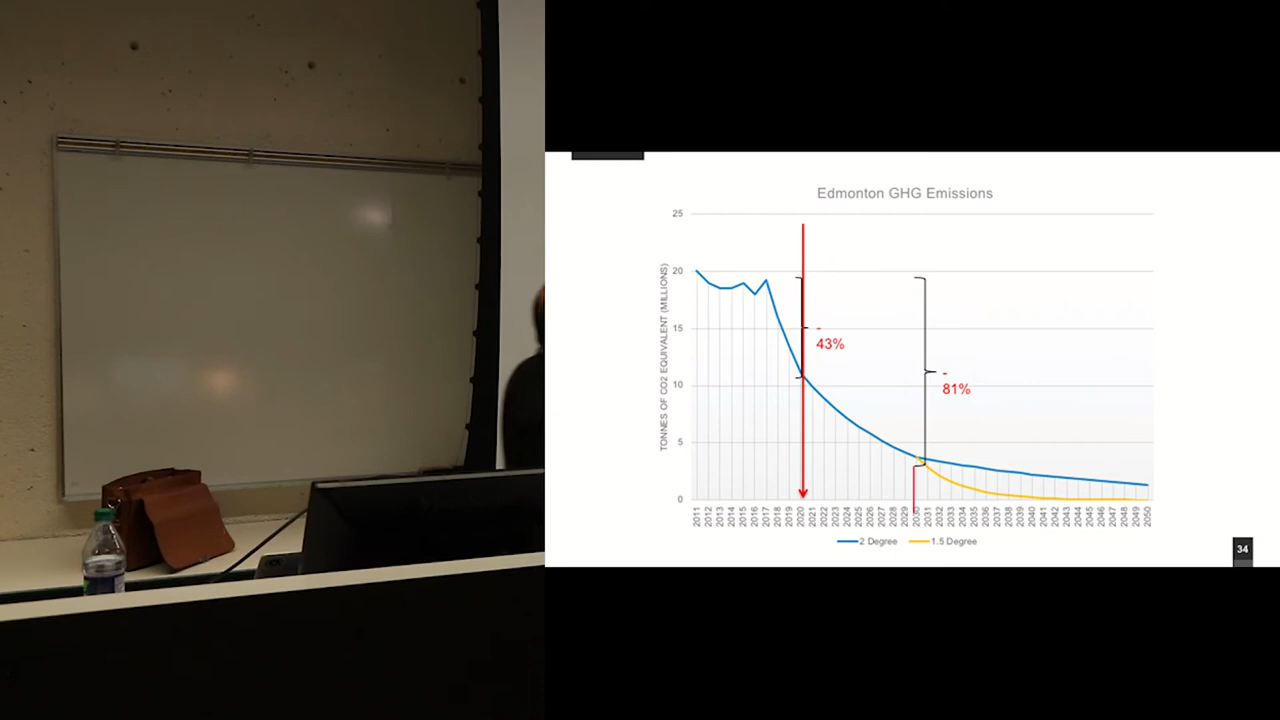 Edmonton GHG Emissions
25
20
15
10
5
0
TONNES OF CO2 EQUIVALENT (MILLIONS)
-
43%
-
81%
2011 2012 2013 2014 2015 2016 2017 2018 2019 2020 2021 2022 2023 2024 2025 2026 2027 2028 2029 2030 2031 2032 2033 2034 2035 2036 2037 2038 2039 2040 2041 2042 2043 2044 2045 2046 2047 2048 2049 2050
2 Degree 1.5 Degree
34